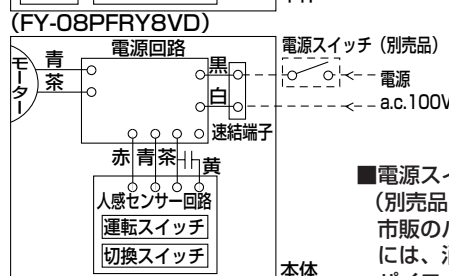 (FY-08PFRY8VD)
電源回路
電源スイッチ（別売品）
モーター
青
茶
黒
白
電源
a.c.100V
速結端子
赤 青 茶 黄
人感センサー回路
運転スイッチ
切換スイッチ
本体
■電源スイ
（別売品
市販の
には、